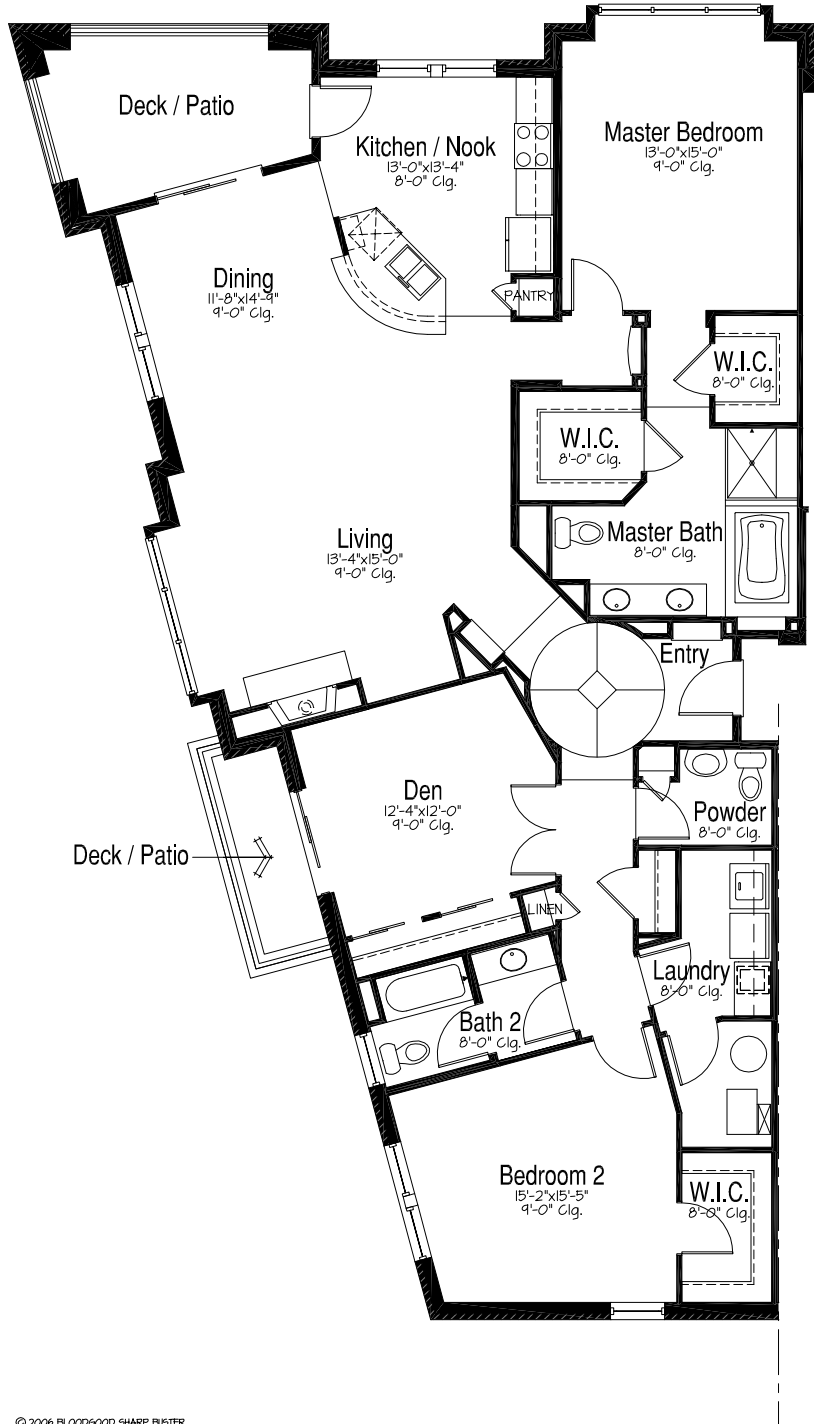 Deck / Patio
Kitchen / Nook
13'-0"x13'-4"
8'-0" Clg.
Master Bedroom
13'-0"x15'-0"
9'-0" Clg.
Dining
11'-8"x14'-9"
9'-0" Clg.
PANTRY
W.I.C.
8'-0" Clg.
W.I.C.
8'-0" Clg.
Living
13'-4"x15'-0"
9'-0" Clg.
Master Bath
8'-0" Clg.
Entry
Den
12'-4"x12'-0"
9'-0" Clg.
Powder
8'-0" Clg.
Deck / Patio
LINEN
Laundry
8'-0" Clg.
Bath 2
8'-0" Clg.
Bedroom 2
15'-2"x15'-5"
9'-0" Clg.
W.I.C.
8'-0" Clg.
© 2006 BLOODGOOD SHARP BUSTER